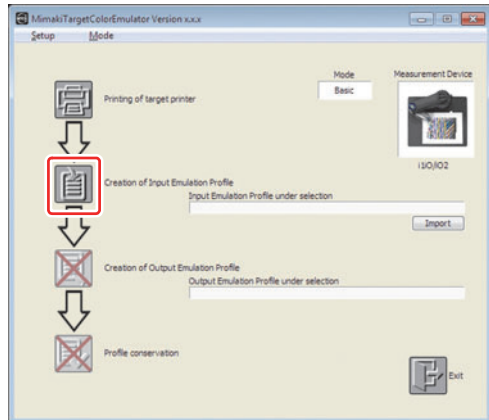 MimakiTargetColorEmulator Version x.x.x
Setup Mode
Mode
Measurement Device
Basic
Printing of target printer
i1iO/iO2
Creation of Input Emulation Profile
Input Emulation Profile under selection
Import
Creation of Output Emulation Profile
Output Emulation Profile under selection
Profile conservation
Exit